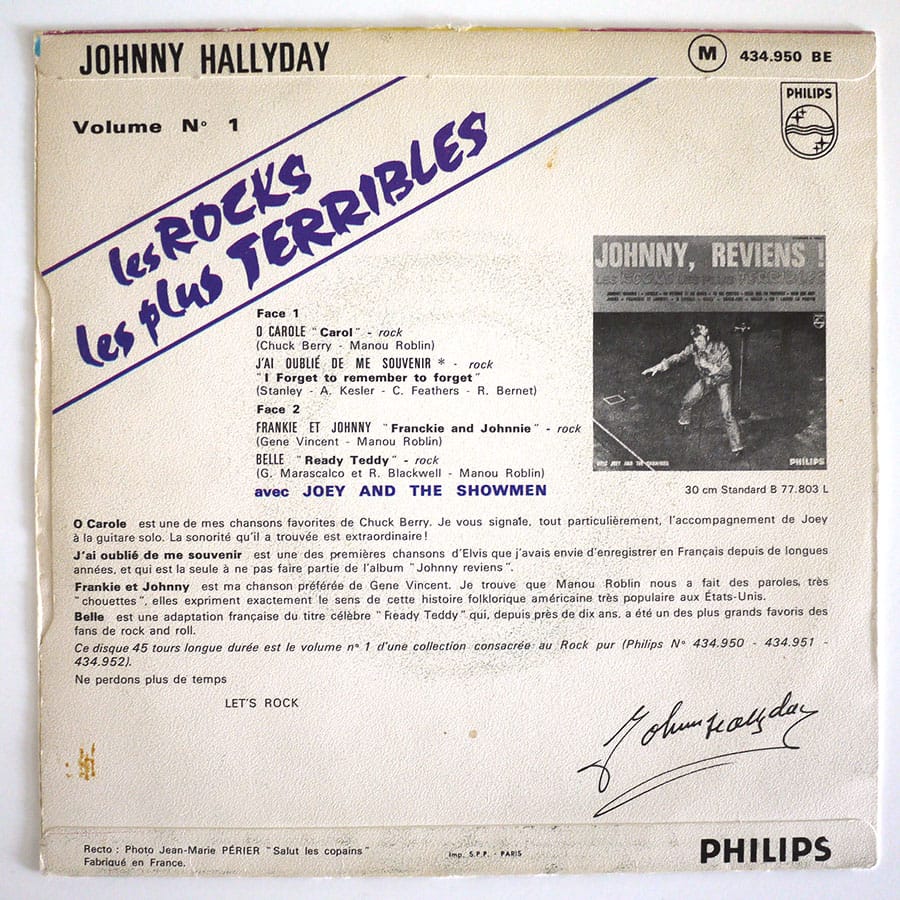 JOHNNY HALLYDAY
M 434.950 BE
PHILIPS
Volume N° 1
les ROCKS
les plus TERRIBLES
JOHNNY, REVIENS !
PHILIPS
30 cm Standard B 77.803 L
Face 1
O CAROLE "Carol" - rock
(Chuck Berry - Manou Roblin)
J'AI OUBLIÉ DE ME SOUVENIR * - rock
"I Forget to remember to forget"
(Stanley - A. Kesler - C. Feathers - R. Bernet)
Face 2
FRANKIE ET JOHNNY "Franckie and Johnnie" - rock
(Gene Vincent - Manou Roblin)
BELLE "Ready Teddy" - rock
(G. Marascalco et R. Blackwell - Manou Roblin)
avec JOEY AND THE SHOWMEN
O Carole est une de mes chansons favorites de Chuck Berry. Je vous signale, tout particulièrement, l'accompagnement de Joey
à la guitare solo. La sonorité qu'il a trouvée est extraordinaire !
J'ai oublié de me souvenir est une des premières chansons d'Elvis que j'avais envie d'enregistrer en Français depuis de longues
années, et qui est la seule à ne pas faire partie de l'album "Johnny reviens".
Frankie et Johnny est ma chanson préférée de Gene Vincent. Je trouve que Manou Roblin nous a fait des paroles, très
"chouettes", elles expriment exactement le sens de cette histoire folklorique américaine très populaire aux États-Unis.
Belle est une adaptation française du titre célèbre "Ready Teddy" qui, depuis près de dix ans, a été un des plus grands favoris des
fans de rock and roll.
Ce disque 45 tours longue durée est le volume n° 1 d'une collection consacrée au Rock pur (Philips N° 434.950 - 434.951 -
434.952).
Ne perdons plus de temps
LET'S ROCK
Johnny Hallyday
Recto : Photo Jean-Marie PÉRIER "Salut les copains"
Fabriqué en France.
Imp. S.P.P. - PARIS
PHILIPS